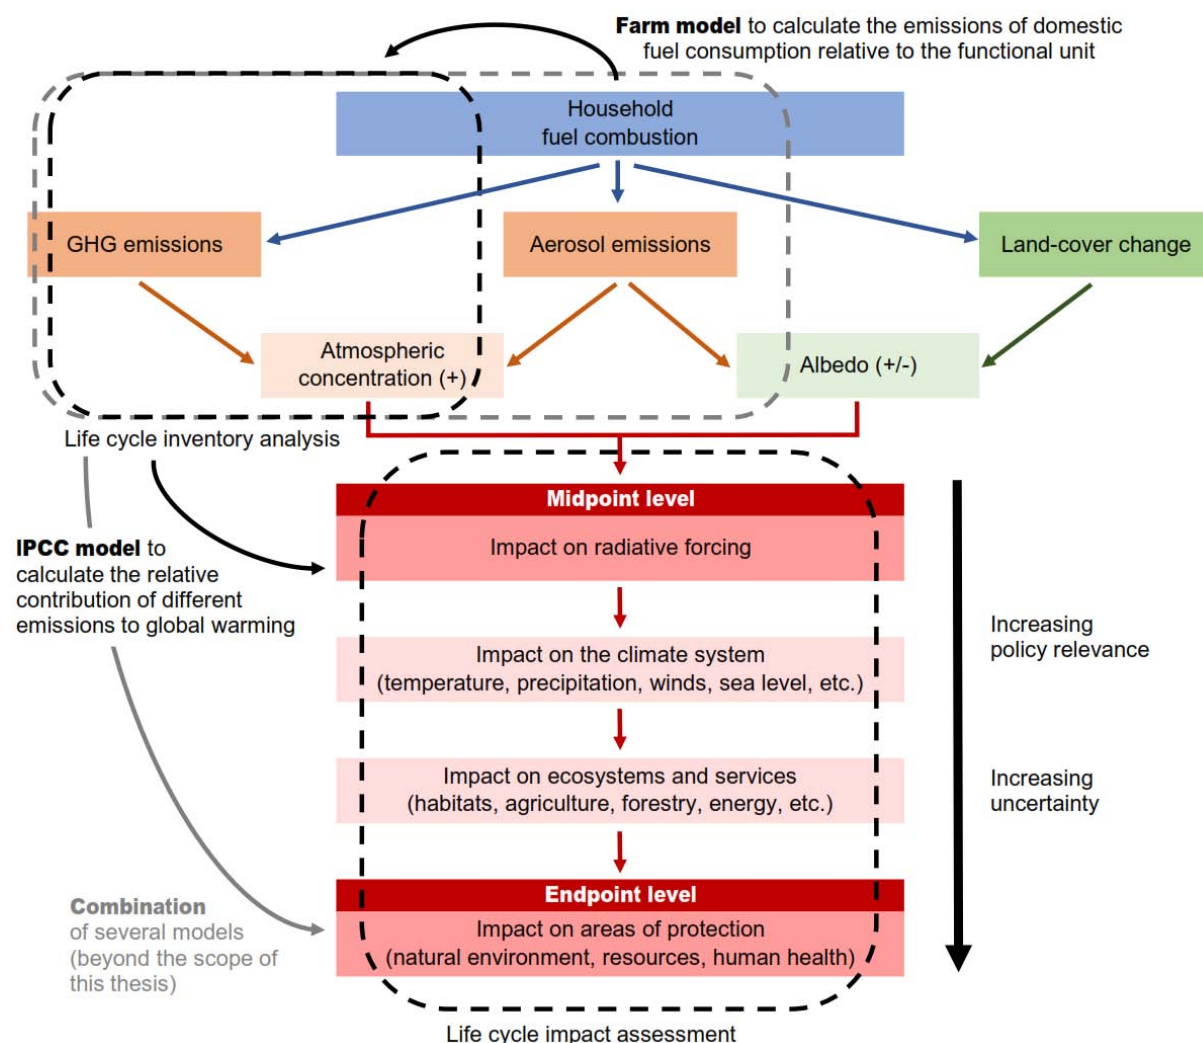 Farm model to calculate the emissions of domestic
fuel consumption relative to the functional unit
Household
fuel combustion
GHG emissions
Aerosol emissions
Land-cover change
Atmospheric
concentration (+)
Albedo (+/-)
Life cycle inventory analysis
Midpoint level
Impact on radiative forcing
IPCC model to
calculate the relative
contribution of different
emissions to global warming
Impact on the climate system
(temperature, precipitation, winds, sea level, etc.)
Increasing
policy relevance
Impact on ecosystems and services
(habitats, agriculture, forestry, energy, etc.)
Increasing
uncertainty
Endpoint level
Impact on areas of protection
(natural environment, resources, human health)
Combination
of several models
(beyond the scope of
this thesis)
Life cycle impact assessment